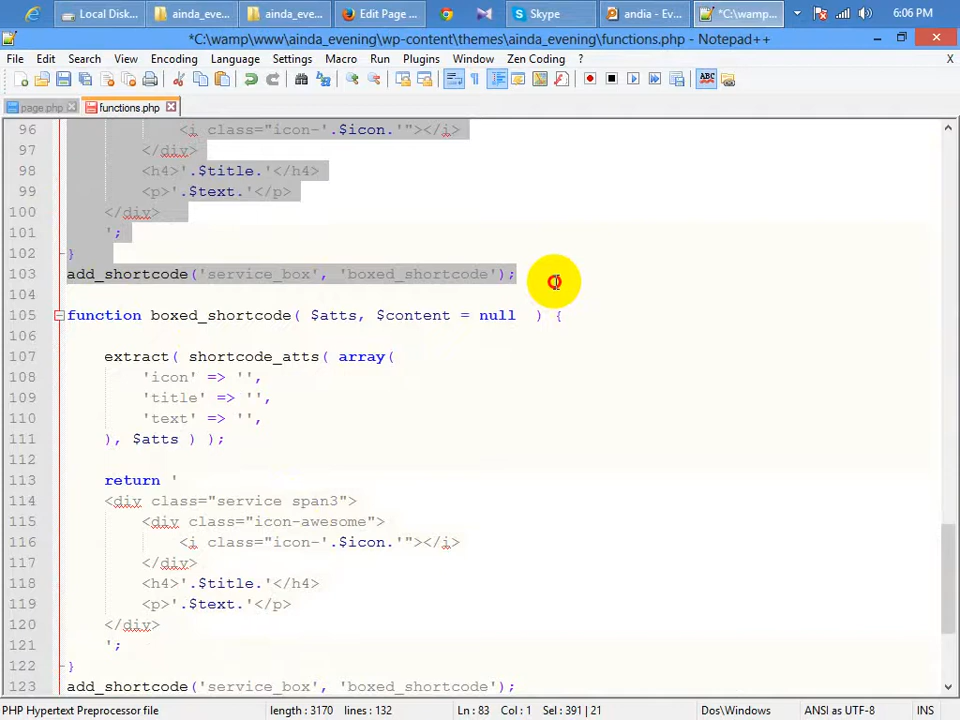 Local Disk...
ainda_eve...
ainda_eve...
Edit Page ...
Skype
andia - Ev...
*C:\wamp...
6:06 PM
*C:\wamp\www\ainda_evening\wp-content\themes\ainda_evening\functions.php - Notepad++
File Edit Search View Encoding Language Settings Macro Run Plugins Window Zen Coding ? X
page.php functions.php
96 <i class="icon-'.$icon.'"></i>
97 </div>
98 <h4>'.$title.'</h4>
99 <p>'.$text.'</p>
100 </div>
101 ';
102 }
103 add_shortcode('service_box', 'boxed_shortcode');
104
105 function boxed_shortcode( $atts, $content = null ) {
106
107 extract( shortcode_atts( array(
108 'icon' => '',
109 'title' => '',
110 'text' => '',
111 ), $atts ) );
112
113 return '
114 <div class="service span3">
115 <div class="icon-awesome">
116 <i class="icon-'.$icon.'"></i>
117 </div>
118 <h4>'.$title.'</h4>
119 <p>'.$text.'</p>
120 </div>
121 ';
122 }
123 add_shortcode('service_box', 'boxed_shortcode');
PHP Hypertext Preprocessor file length : 3170 lines : 132 Ln : 83 Col : 1 Sel : 391 | 21 Dos\Windows ANSI as UTF-8 INS